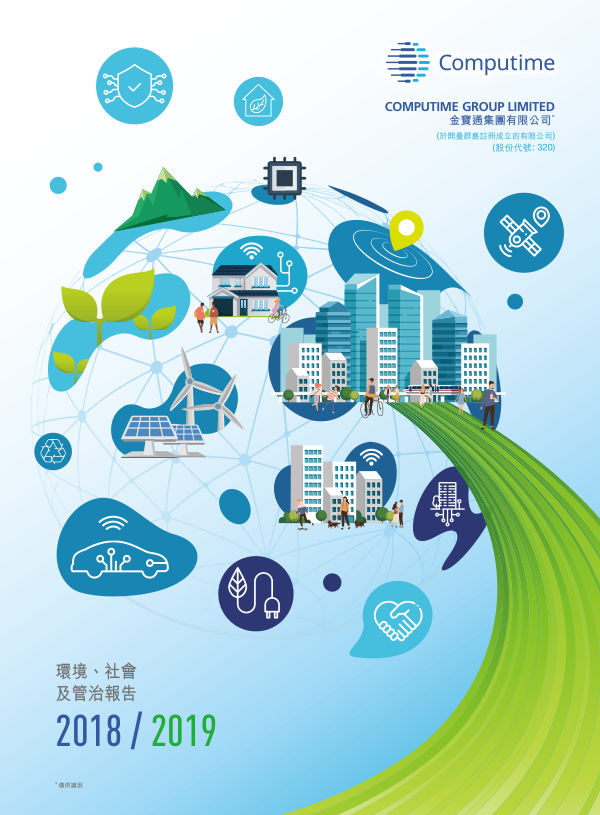 Computime
COMPUTIME GROUP LIMITED
金寶通集團有限公司*
(於開曼群島註冊成立的有限公司)
(股份代號: 320)
環境、社會
及管治報告
2018 / 2019
* 僅供識別